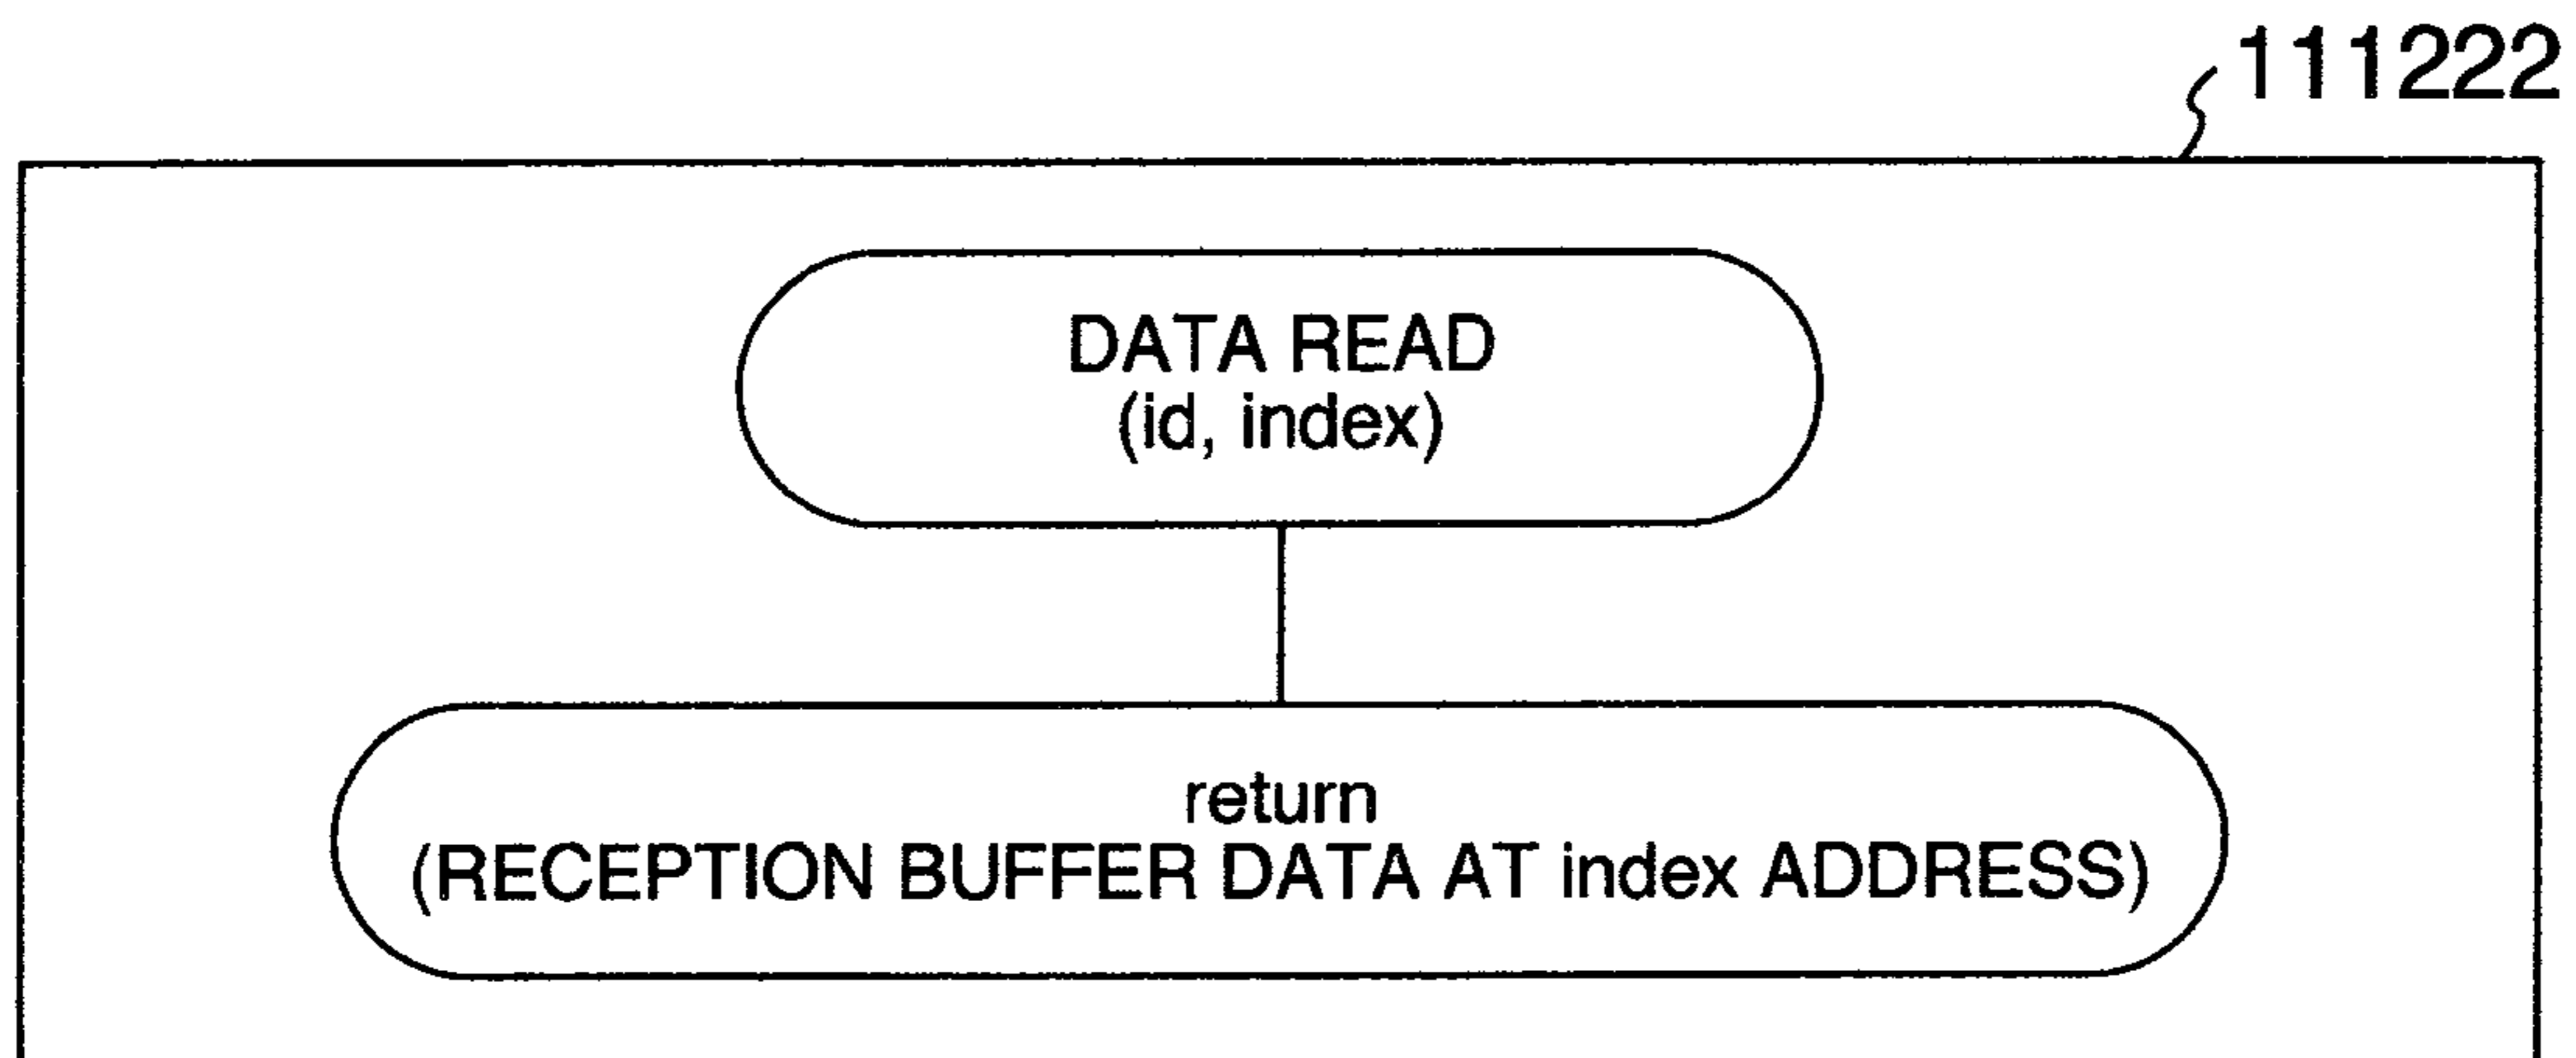 111222
DATA READ
(id, index)
return
(RECEPTION BUFFER DATA AT index ADDRESS)